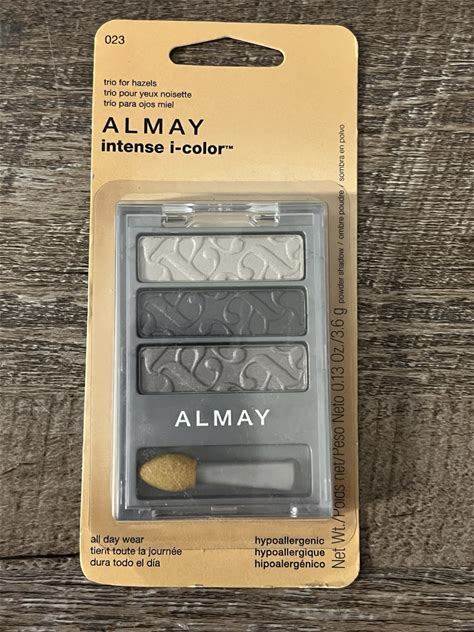 023
trio for hazels
trio pour yeux noisette
trio para ojos miel
ALMAY
intense i-color™
powder shadow / ombre poudre / sombra en polvo
Net Wt./Poids net/Peso Neto 0.13 Oz./3.6 g
ALMAY
all day wear
tient toute la journée
dura todo el día
hypoallergenic
hypoallergique
hipoalergénico